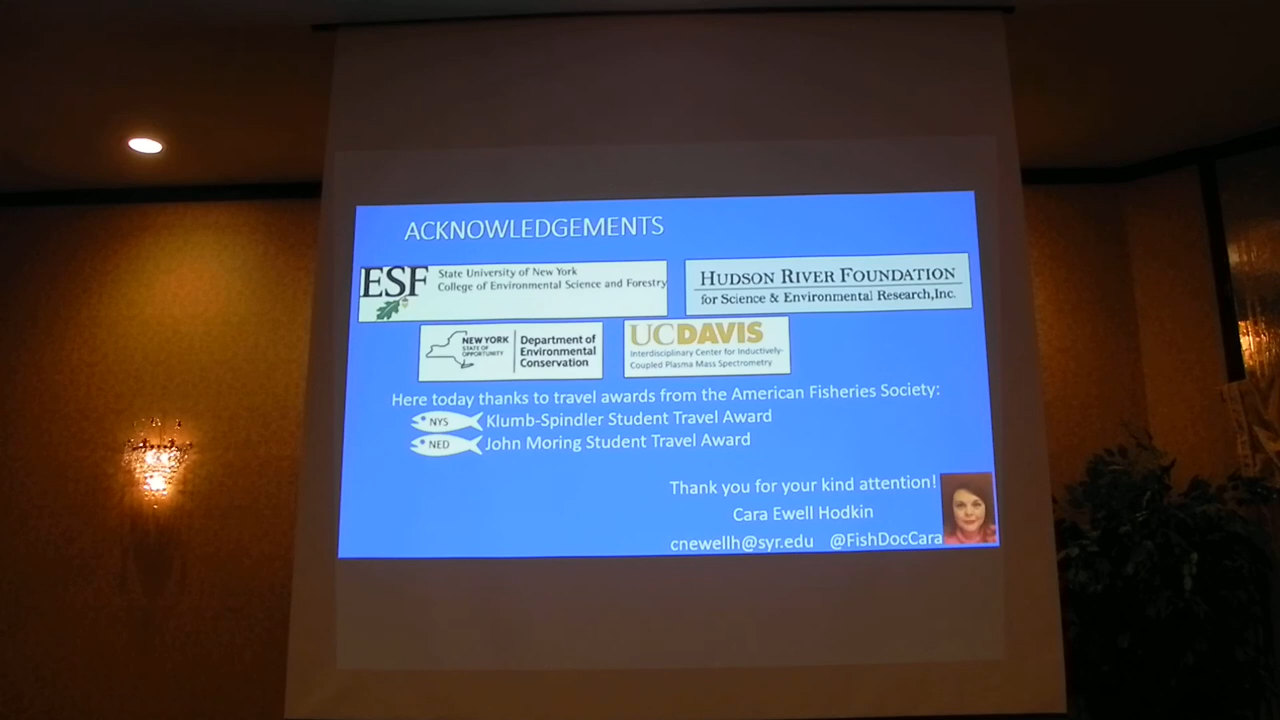 ACKNOWLEDGEMENTS
ESF
State University of New York
College of Environmental Science and Forestry
HUDSON RIVER FOUNDATION
for Science & Environmental Research,Inc.
NEW YORK
STATE OF
OPPORTUNITY
Department of
Environmental
Conservation
UCDAVIS
Interdisciplinary Center for Inductively-
Coupled Plasma Mass Spectrometry
Here today thanks to travel awards from the American Fisheries Society:
NYS Klumb-Spindler Student Travel Award
NED John Moring Student Travel Award
Thank you for your kind attention!
Cara Ewell Hodkin
cnewellh@syr.edu @FishDocCara